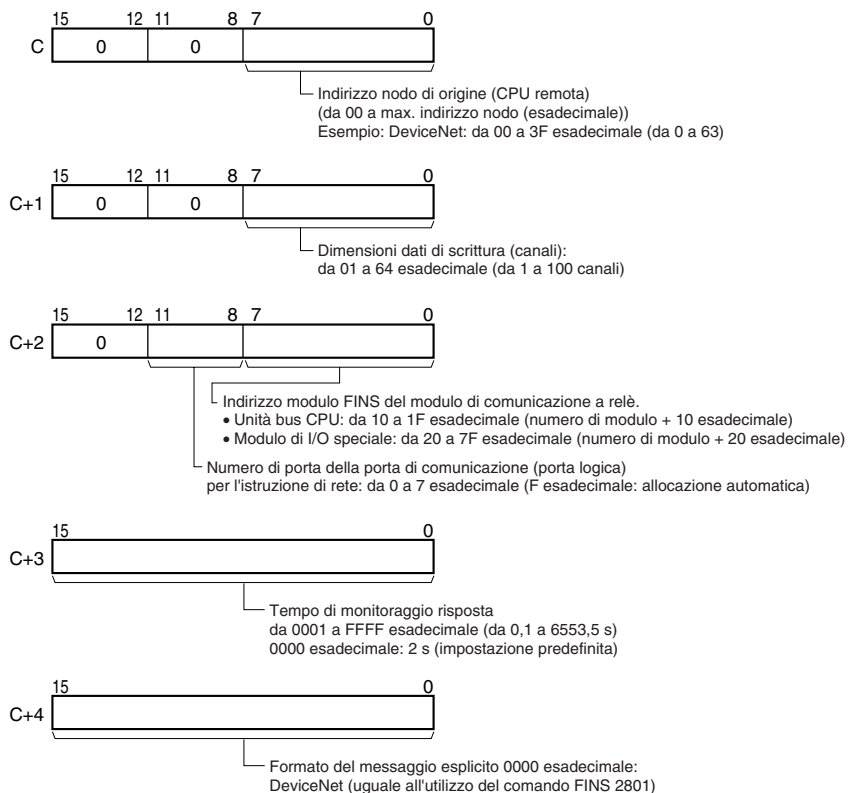 15 12 11 8 7 0
C 0 0
Indirizzo nodo di origine (CPU remota)
(da 00 a max. indirizzo nodo (esadecimale))
Esempio: DeviceNet: da 00 a 3F esadecimale (da 0 a 63)
15 12 11 8 7 0
C+1 0 0
Dimensioni dati di scrittura (canali):
da 01 a 64 esadecimale (da 1 a 100 canali)
15 12 11 8 7 0
C+2 0
Indirizzo modulo FINS del modulo di comunicazione a relè.
• Unità bus CPU: da 10 a 1F esadecimale (numero di modulo + 10 esadecimale)
• Modulo di I/O speciale: da 20 a 7F esadecimale (numero di modulo + 20 esadecimale)
Numero di porta della porta di comunicazione (porta logica)
per l'istruzione di rete: da 0 a 7 esadecimale (F esadecimale: allocazione automatica)
15 0
C+3
Tempo di monitoraggio risposta
da 0001 a FFFF esadecimale (da 0,1 a 6553,5 s)
0000 esadecimale: 2 s (impostazione predefinita)
15 0
C+4
Formato del messaggio esplicito 0000 esadecimale:
DeviceNet (uguale all'utilizzo del comando FINS 2801)